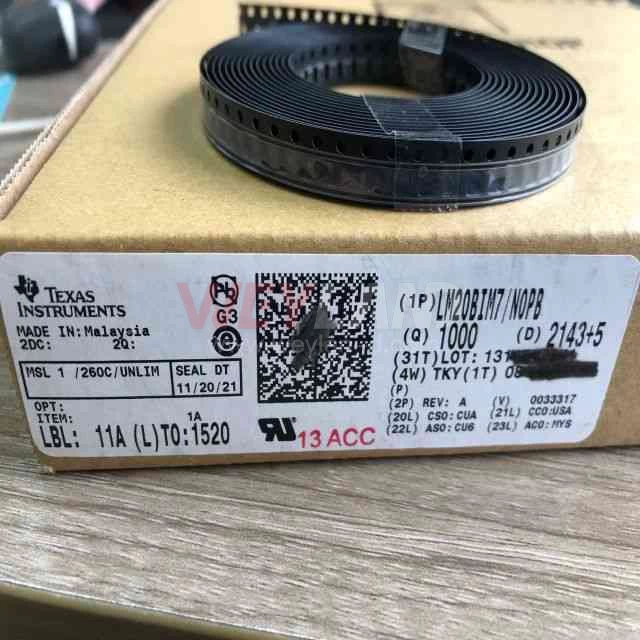 TEXAS
INSTRUMENTS
MADE IN: Malaysia
2DC: 2Q:
MSL 1 /260C/UNLIM
SEAL DT
11/20/21
OPT:
ITEM: 1A
LBL: 11A (L)TO:1520
Pb
G3
e
13 ACC
(1P) LM20BIM7/NOPB
(Q) 1000 (D) 2143+5
(31T)LOT: 131
(4W) TKY(1T)
(P)
(2P) REV: A (V) 0033317
(20L) CSO:CUA (21L) CCO:USA
(22L) ASO:CU6 (23L) ACO:MYS